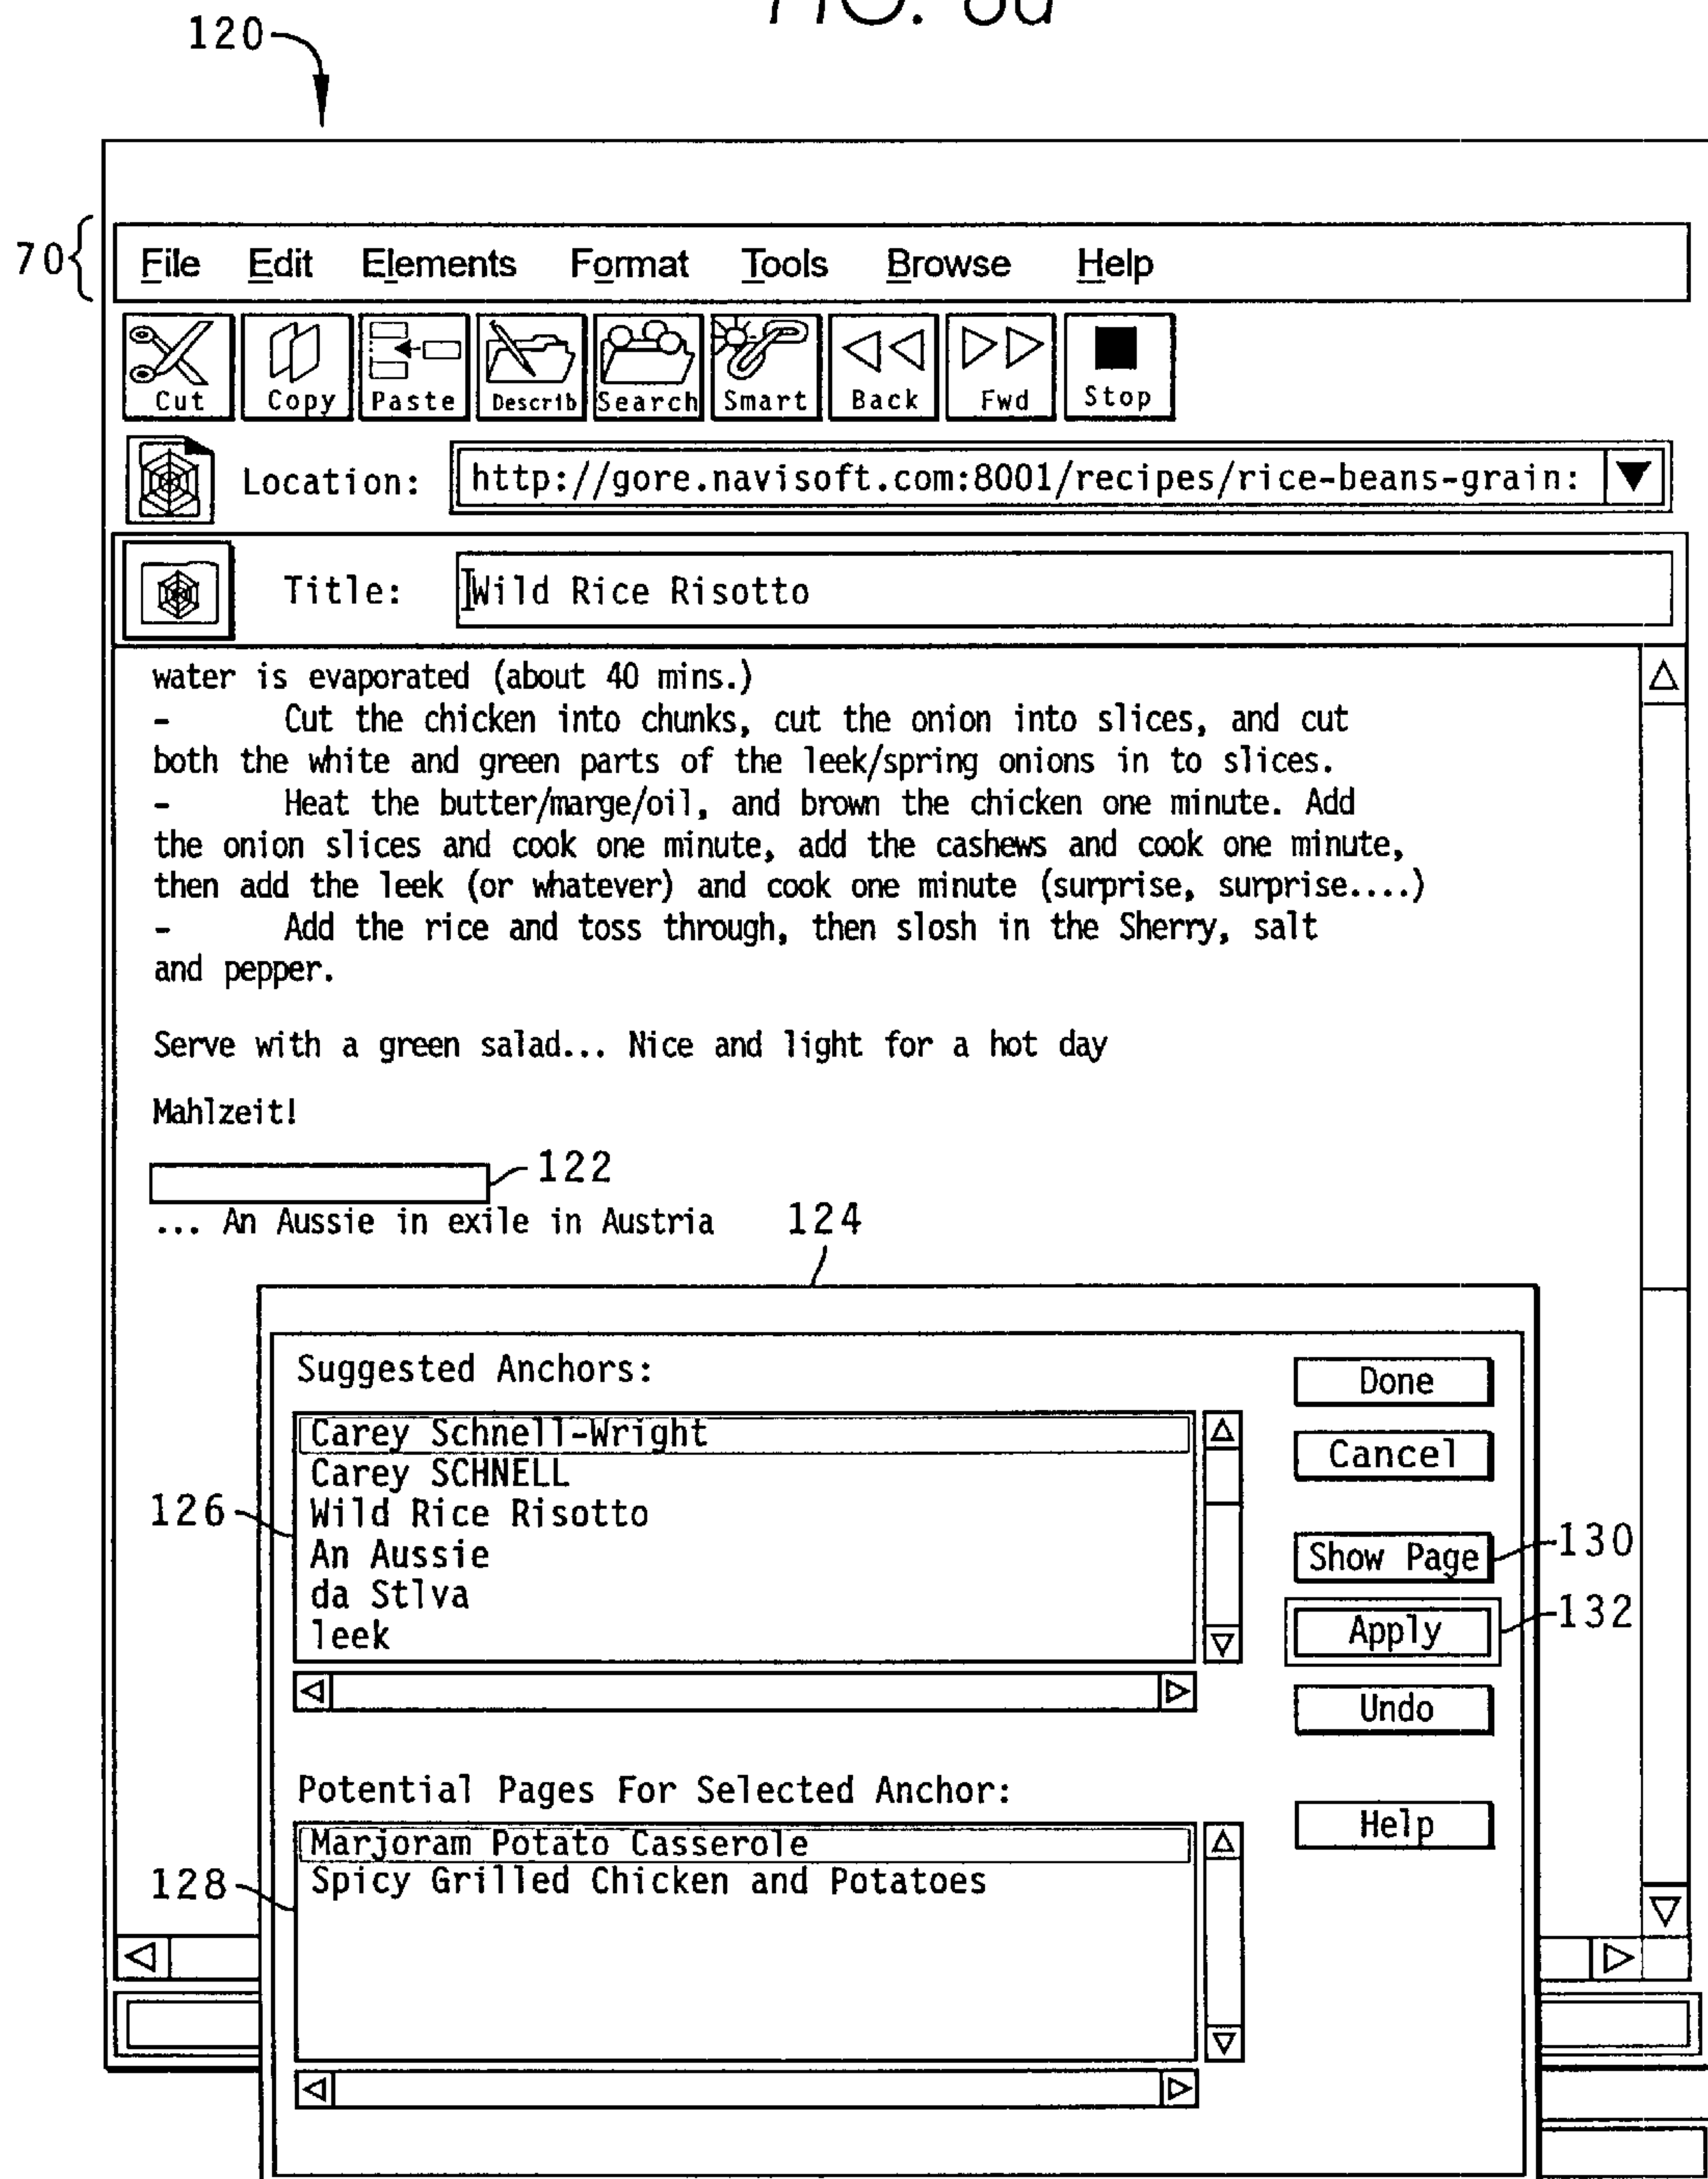 120
70
File Edit Elements Format Tools Browse Help
Cut Copy Paste Describ Search Smart Back Fwd Stop
Location: http://gore.navisoft.com:8001/recipes/rice-beans-grain:
Title: Wild Rice Risotto
water is evaporated (about 40 mins.)
- Cut the chicken into chunks, cut the onion into slices, and cut
both the white and green parts of the leek/spring onions in to slices.
- Heat the butter/marge/oil, and brown the chicken one minute. Add
the onion slices and cook one minute, add the cashews and cook one minute,
then add the leek (or whatever) and cook one minute (surprise, surprise....)
- Add the rice and toss through, then slosh in the Sherry, salt
and pepper.
Serve with a green salad... Nice and light for a hot day
Mahlzeit!
122
... An Aussie in exile in Austria
124
Suggested Anchors:
Carey Schnell-Wright
Carey SCHNELL
Wild Rice Risotto
An Aussie
da Stlva
leek
126
Done
Cancel
Show Page
130
Apply
132
Undo
Potential Pages For Selected Anchor:
Marjoram Potato Casserole
Spicy Grilled Chicken and Potatoes
128
Help